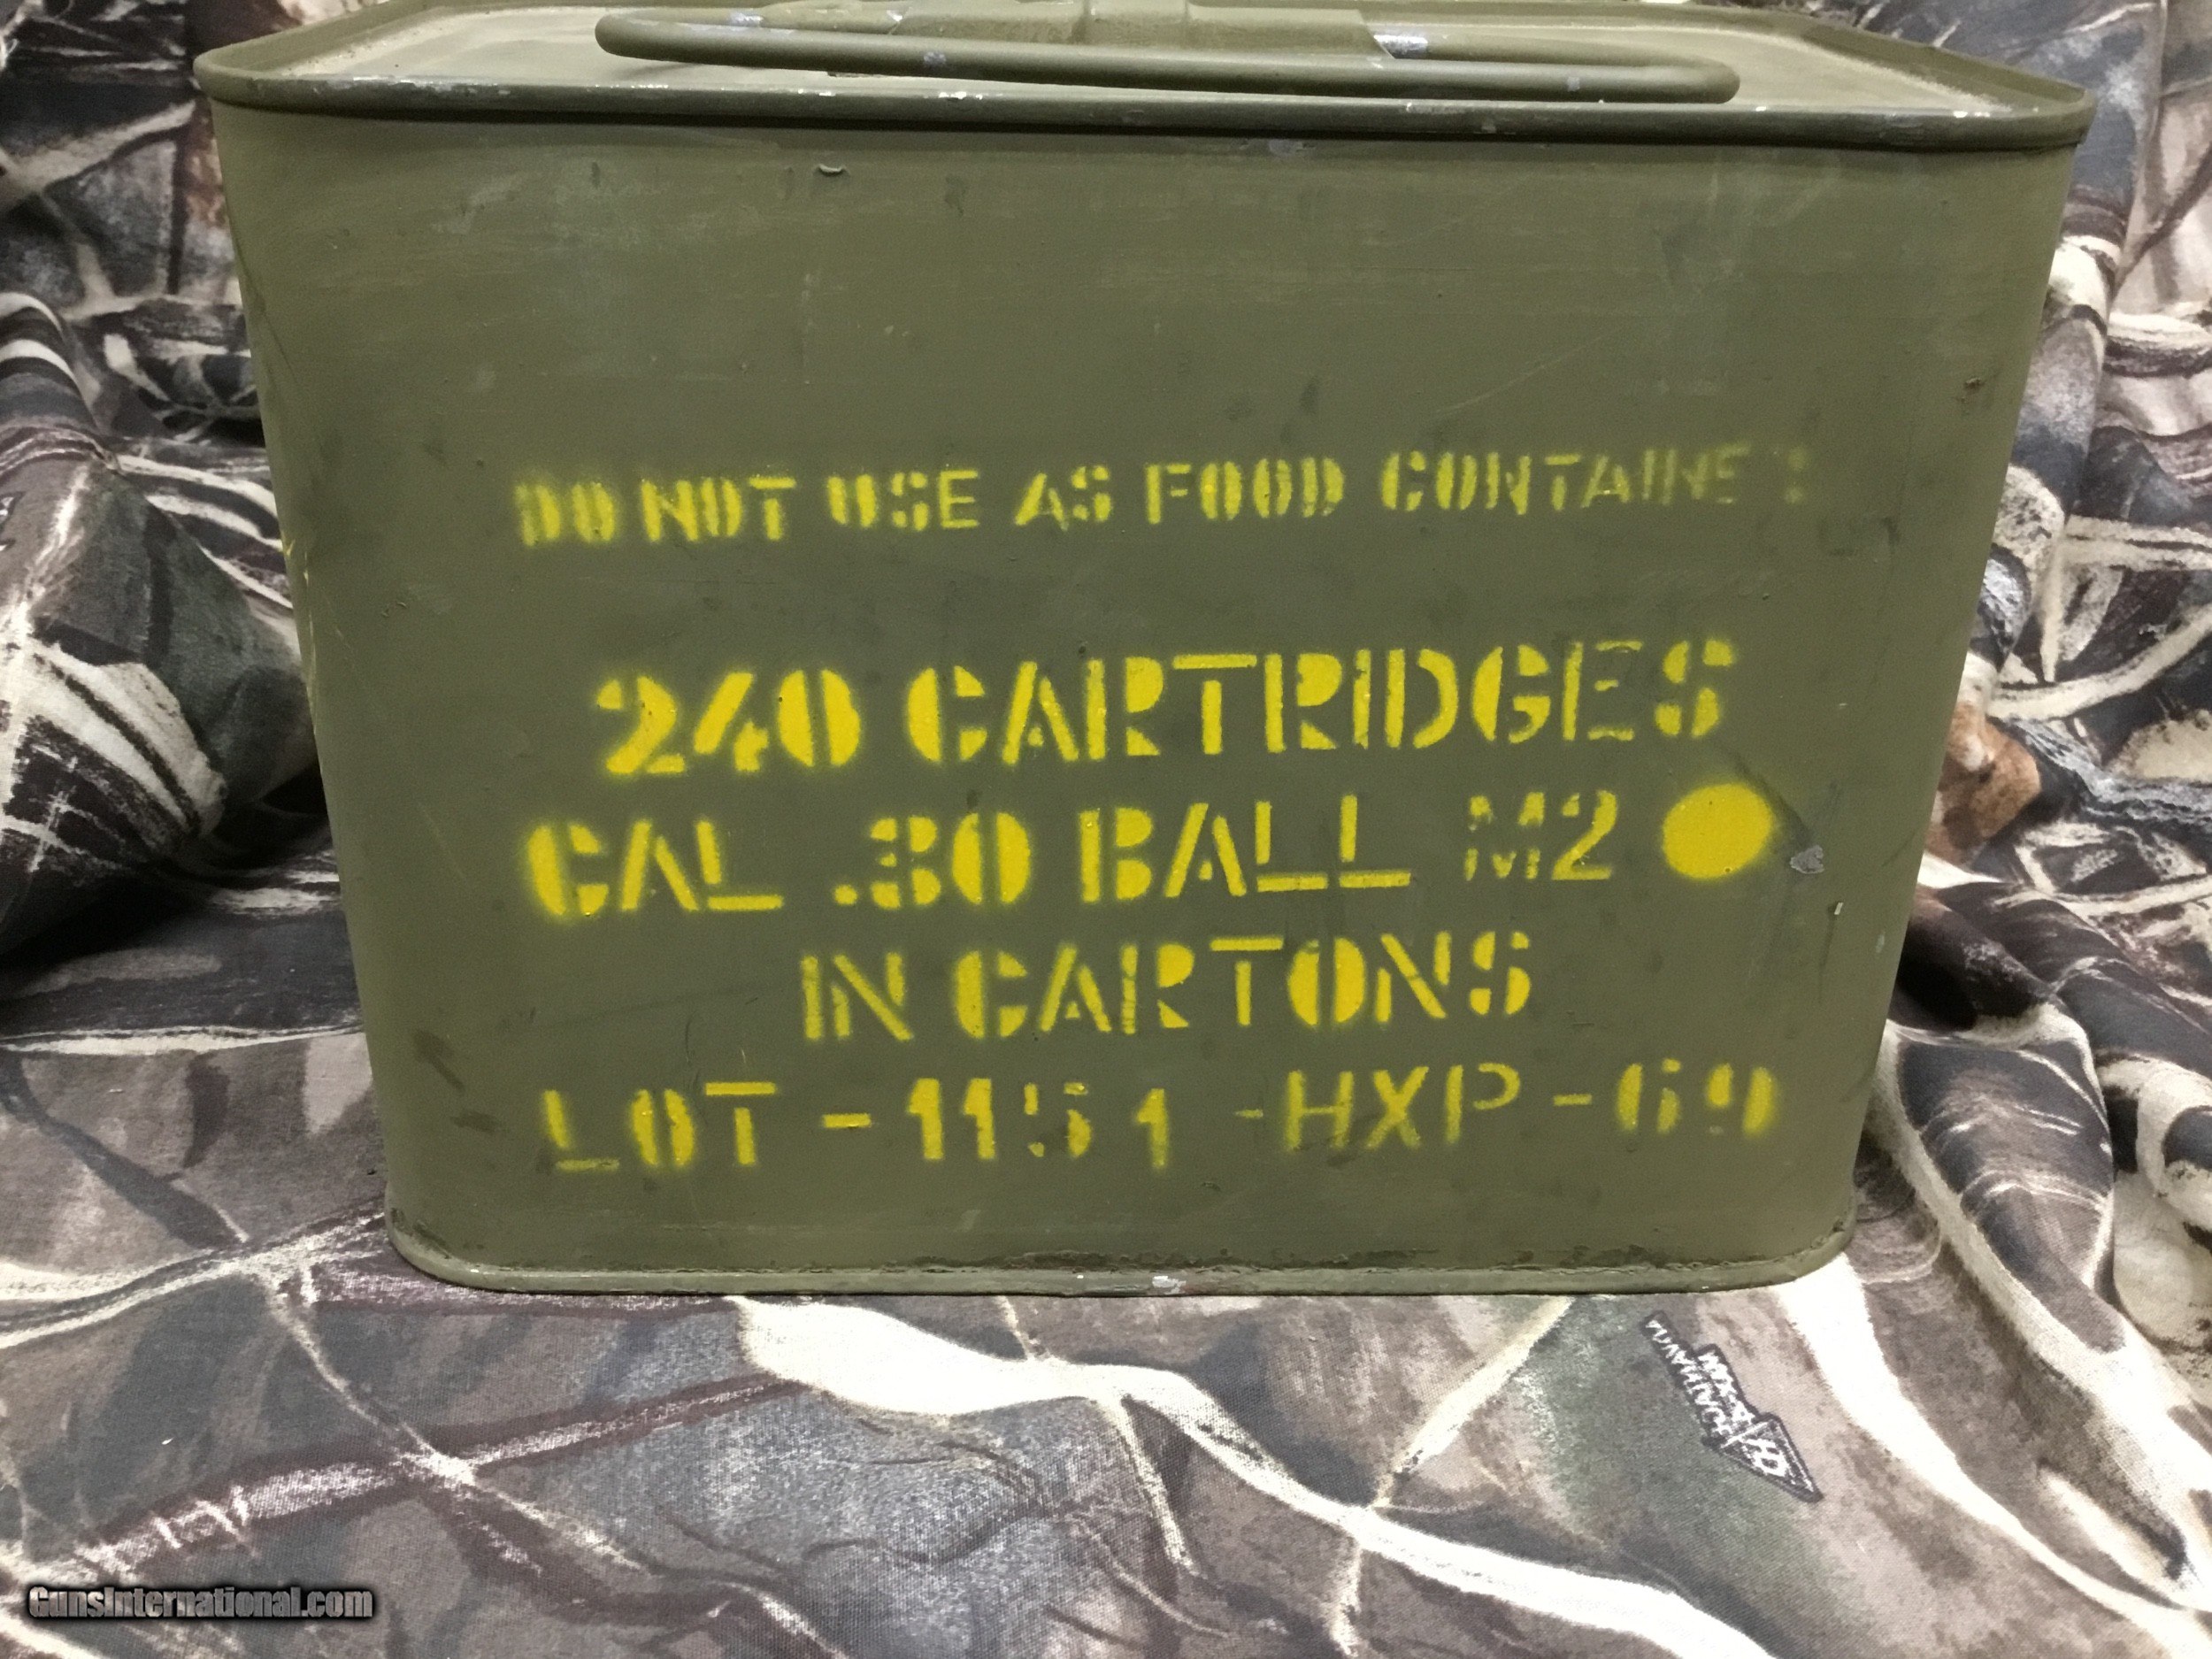 DO NOT USE AS FOOD CONTAINER
240 CARTRIDGES
CAL .30 BALL M2
IN CARTONS
LOT - 1151 - HXP - 69
GunsInternational.com